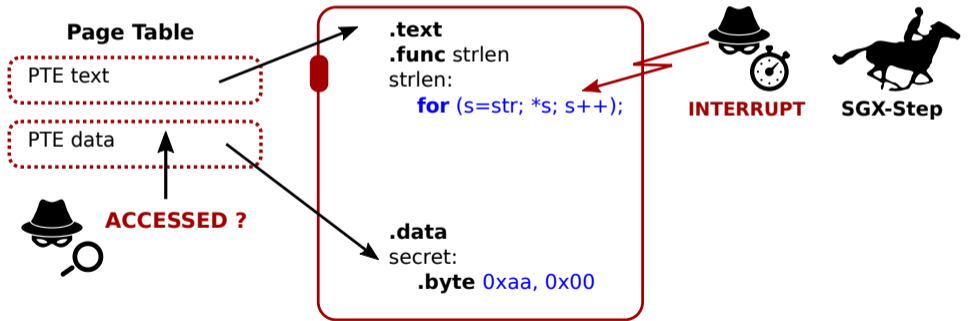 Page Table
PTE text
PTE data
ACCESSED ?
.text
.func strlen
strlen:
for (s=str; *s; s++);
.data
secret:
.byte 0xaa, 0x00
INTERRUPT
SGX-Step